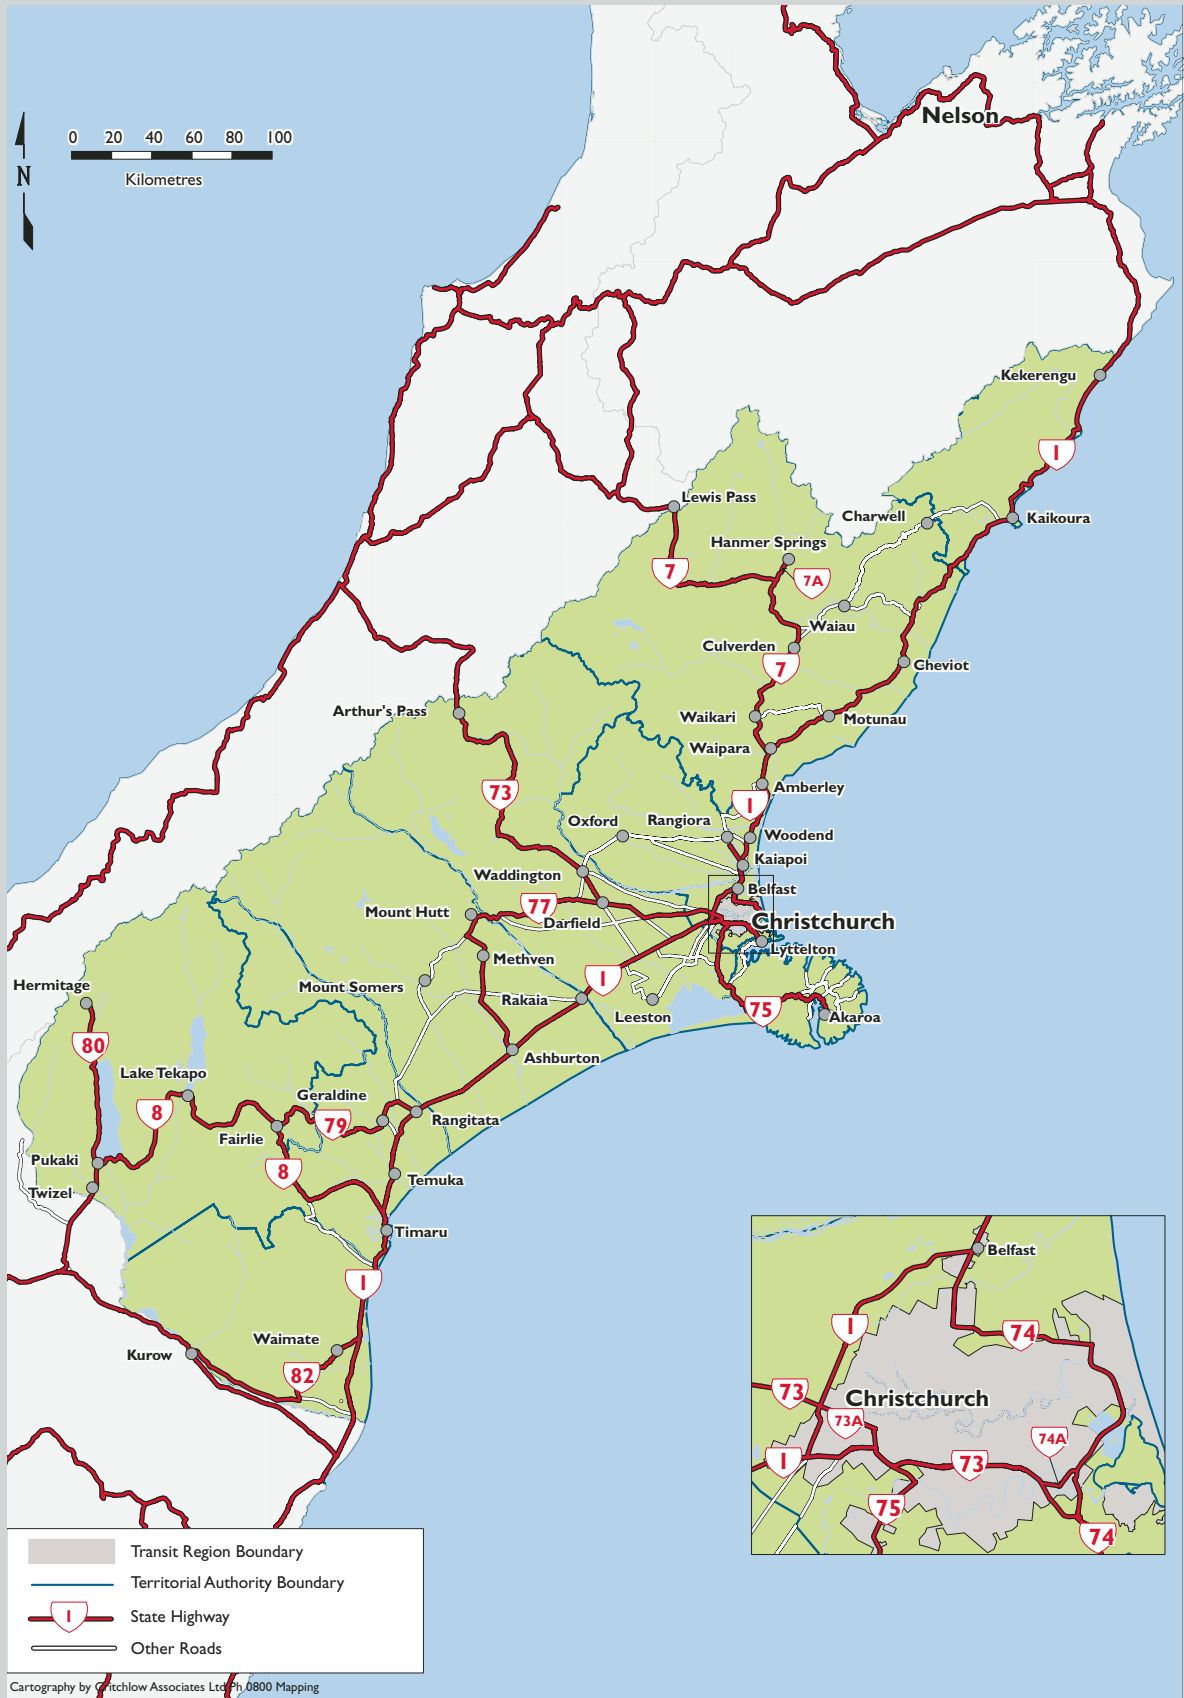 Nelson
0 20 40 60 80 100
Kilometres
N
Kekerengu
1
Lewis Pass
Charwell
Kaikoura
Hanmer Springs
7
7A
Waiau
Culverden
7
Cheviot
Arthur's Pass
Waikari
Motunau
Waipara
73
Amberley
1
Oxford
Rangiora
Woodend
Kaiapoi
Waddington
Belfast
77
Mount Hutt
Darfield
Christchurch
Lyttelton
Methven
1
Hermitage
Mount Somers
Rakaia
75
Leeston
Akaroa
80
Ashburton
Lake Tekapo
8
Geraldine
79
Rangitata
Fairlie
Pukaki
8
Temuka
Twizel
Timaru
1
Waimate
Kurow
82
Belfast
1
74
73
Christchurch
73A
74A
1
73
75
74
Transit Region Boundary
Territorial Authority Boundary
1
State Highway
Other Roads
Cartography by Critchlow Associates Ltd Ph 0800 Mapping